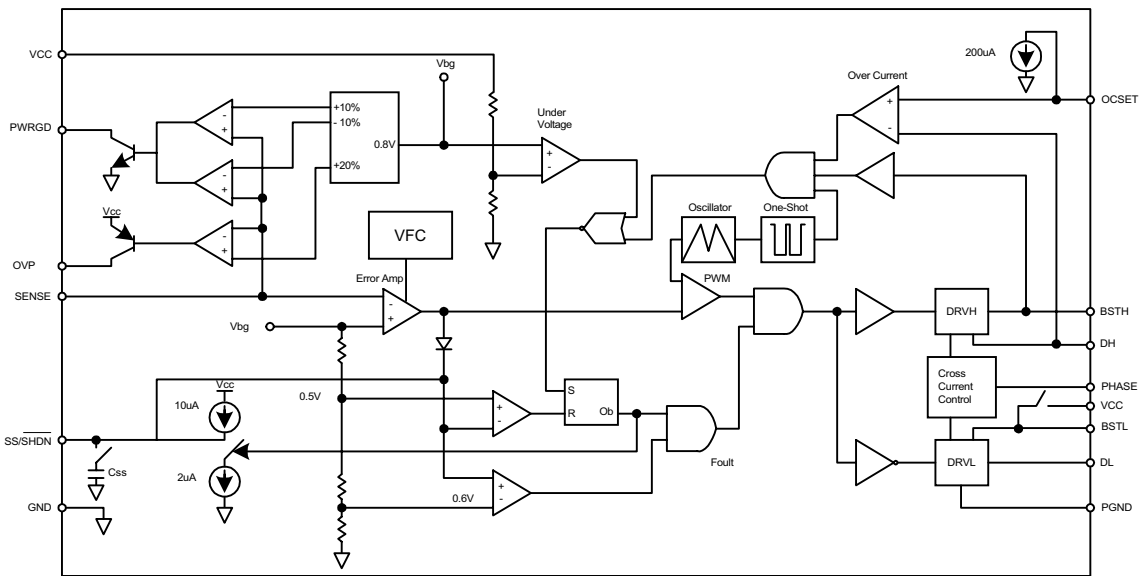 VCC
PWRGD
OVP
SENSE
SS/SHDN
GND
+10%
- 10%
+20%
0.8V
Vbg
-
+
-
+
-
+
Vcc
VFC
Error Amp
-
+
Vbg
Under
Voltage
+
-
200uA
Over Current
+
-
OCSET
Oscillator
One-Shot
PWM
DRVH
BSTH
DH
Cross
Current
Control
PHASE
VCC
BSTL
DRVL
DL
PGND
0.5V
+
-
S
R
Ob
Foult
0.6V
+
-
Vcc
10uA
2uA
Css